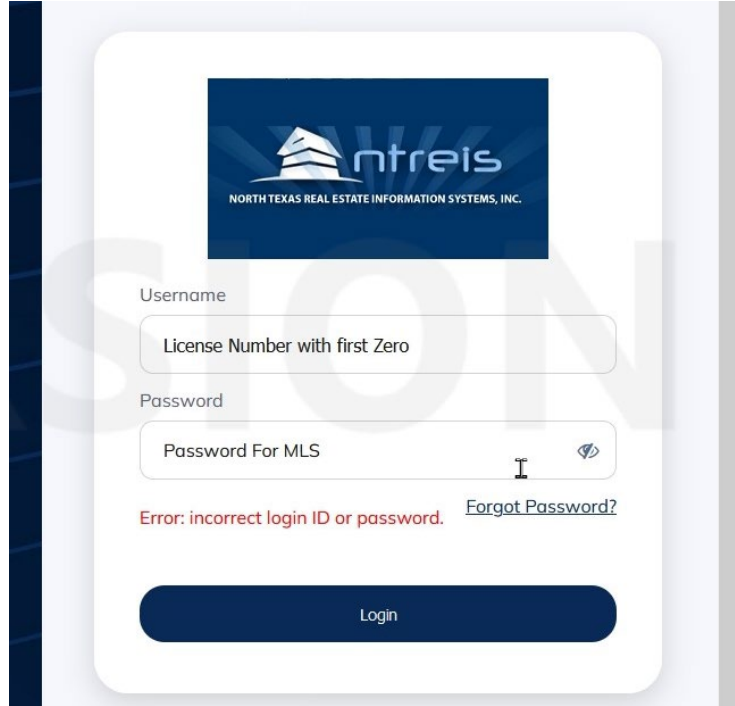 ntreis
NORTH TEXAS REAL ESTATE INFORMATION SYSTEMS, INC.
SION
Username
License Number with first Zero
Password
Password For MLS
Error: incorrect login ID or password.
Forgot Password?
Login